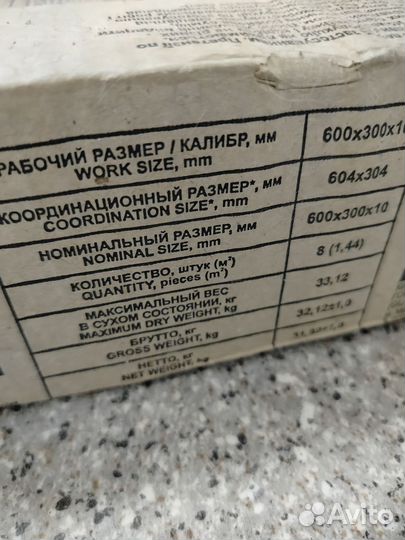 РАБОЧИЙ РАЗМЕР / КАЛИБР, мм
WORK SIZE, mm
600x300x10
КООРДИНАЦИОННЫЙ РАЗМЕР*, мм
COORDINATION SIZE*, mm
604x304
НОМИНАЛЬНЫЙ РАЗМЕР, мм
NOMINAL SIZE, mm
600x300x10
КОЛИЧЕСТВО, штук (м²)
QUANTITY, pieces (m²)
8 (1,44)
МАКСИМАЛЬНЫЙ ВЕС
В СУХОМ СОСТОЯНИИ, кг
MAXIMUM DRY WEIGHT, kg
33,12
БРУТТО, кг
GROSS WEIGHT, kg
32,12±1,0
НЕТТО, кг
NET WEIGHT, kg
Avito